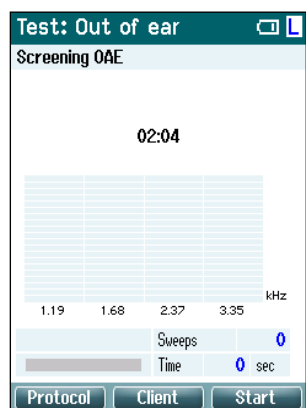 Test: Out of ear L
Screening OAE
02:04
kHz
1.19 1.68 2.37 3.35
Sweeps 0
Time 0 sec
Protocol Client Start